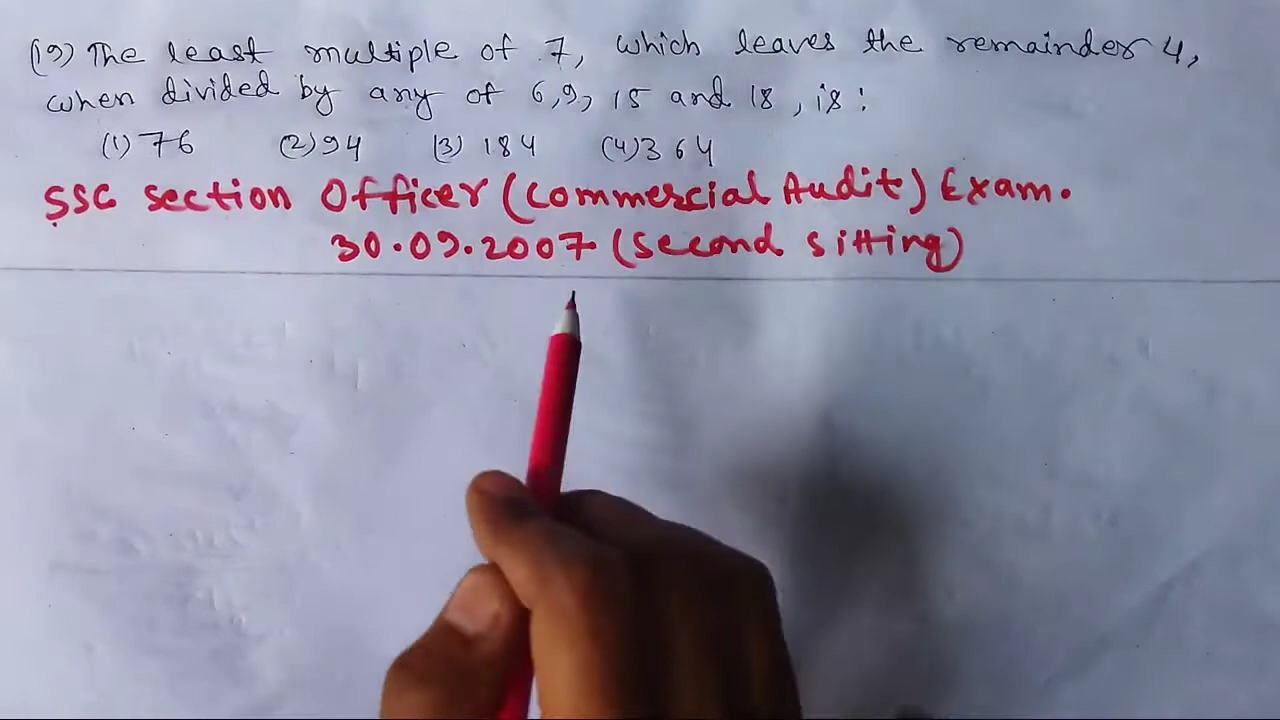 (19) The least multiple of 7, which leaves the remainder 4,
when divided by any of 6,9, 15 and 18, is:
(1) 76 (2) 94 (3) 184 (4) 364
SSC Section Officer (Commercial Audit) Exam.
30.09.2007 (Second Sitting)